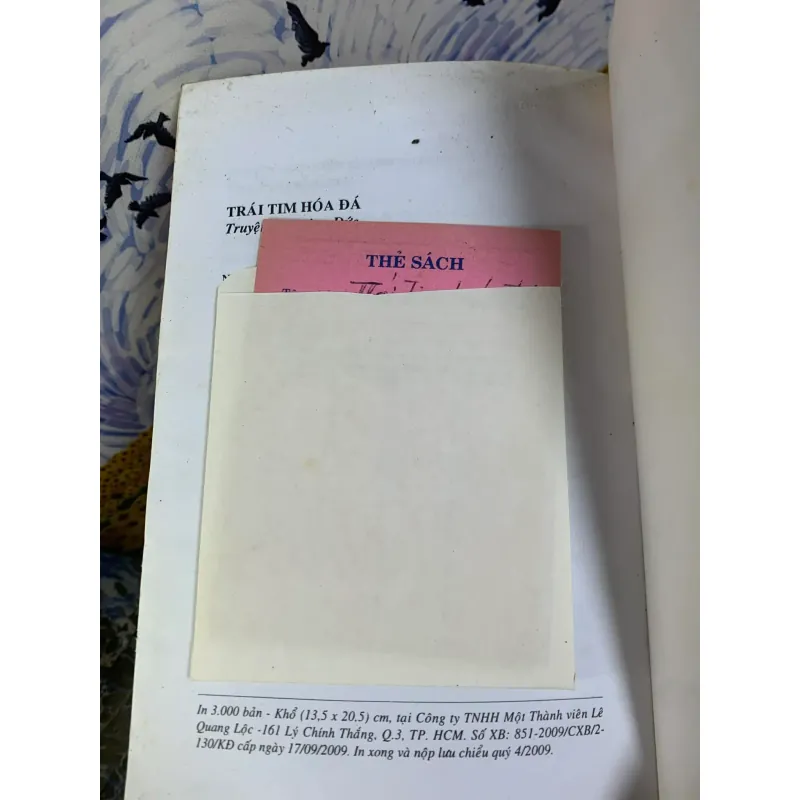 TRÁI TIM HÓA ĐÁ
THẺ SÁCH
In 3.000 bản - Khổ (13,5 x 20,5) cm, tại Công ty TNHH Một Thành viên Lê
Quang Lộc -161 Lý Chính Thắng, Q.3, TP. HCM. Số XB: 851-2009/CXB/2-
130/KĐ cấp ngày 17/09/2009. In xong và nộp lưu chiểu quý 4/2009.